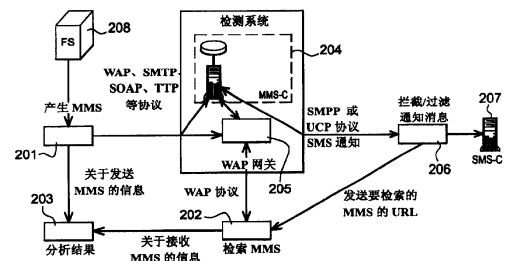 检测系统
FS
208
204
WAP、SMTP、
SOAP、TTP
等协议
MMS-C
产生 MMS
SMPP 或
UCP 协议
SMS 通知
拦截/过滤
通知消息
207
201
206
SMS-C
WAP 网关
205
关于发送
MMS 的信息
WAP 协议
发送要检索的
MMS 的 URL
203
202
分析结果
检索 MMS
关于接收
MMS 的信息